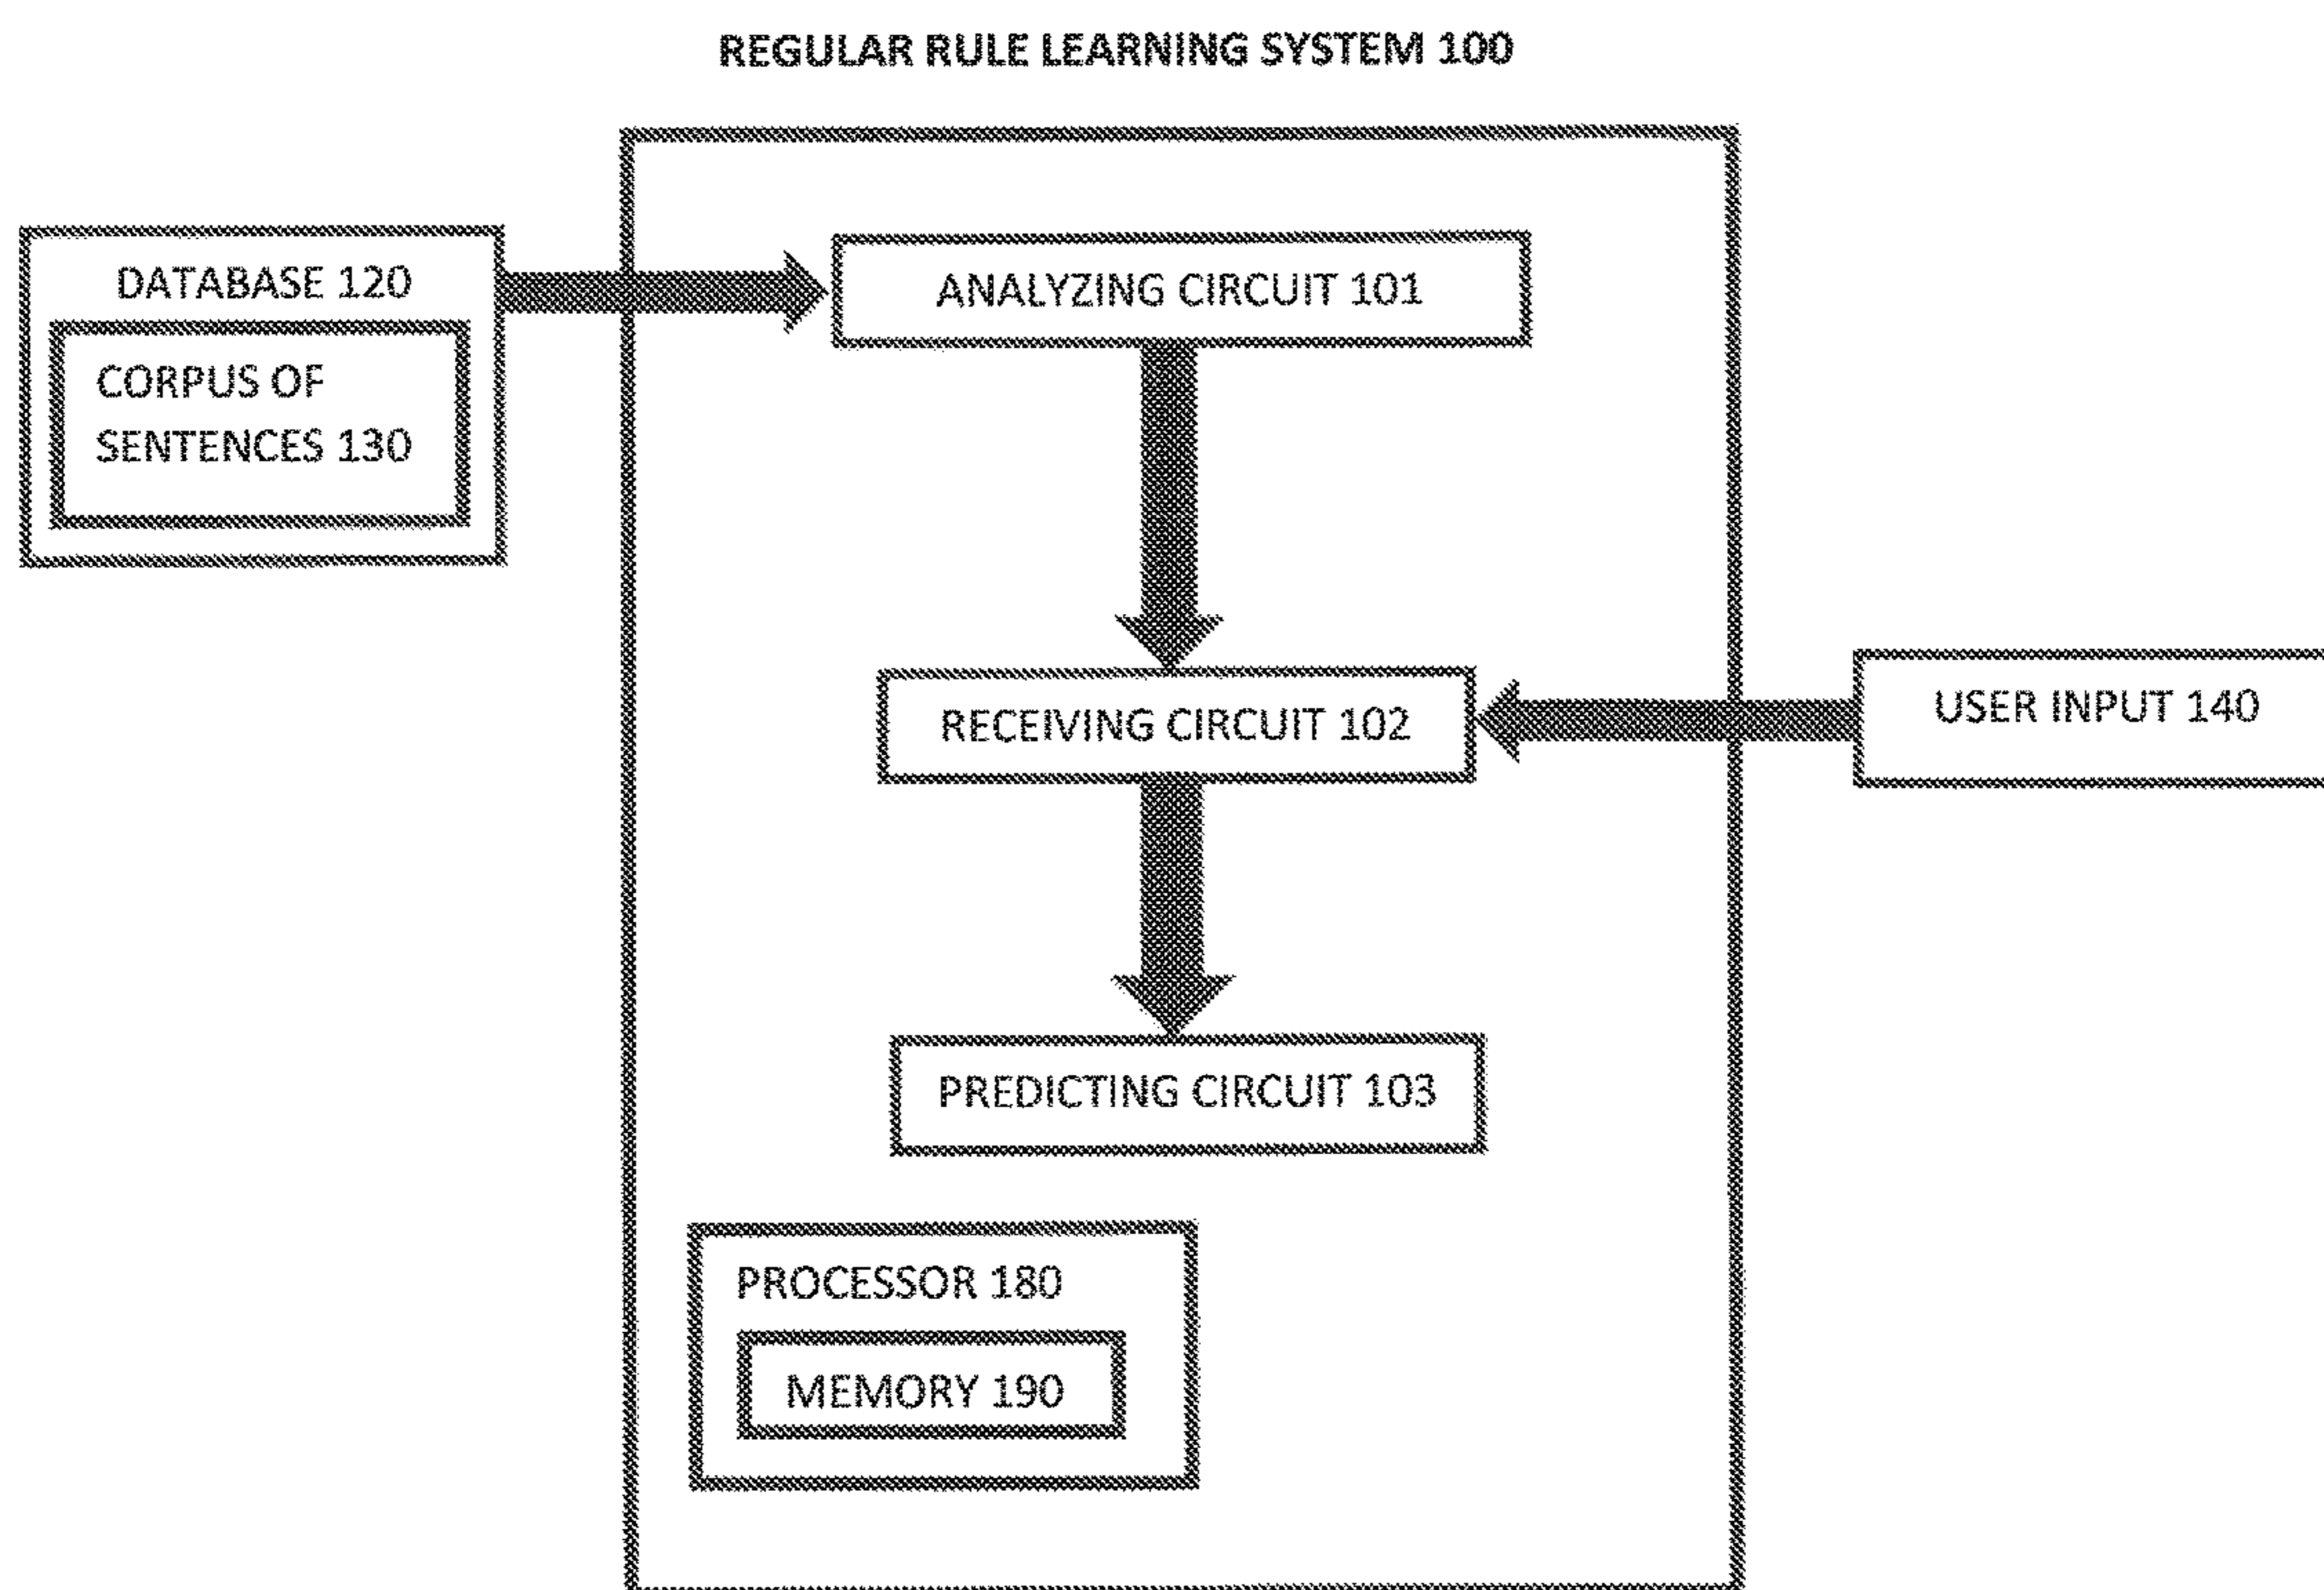 REGULAR RULE LEARNING SYSTEM 100
DATABASE 120
CORPUS OF
SENTENCES 130
ANALYZING CIRCUIT 101
RECEIVING CIRCUIT 102
USER INPUT 140
PREDICTING CIRCUIT 103
PROCESSOR 180
MEMORY 190